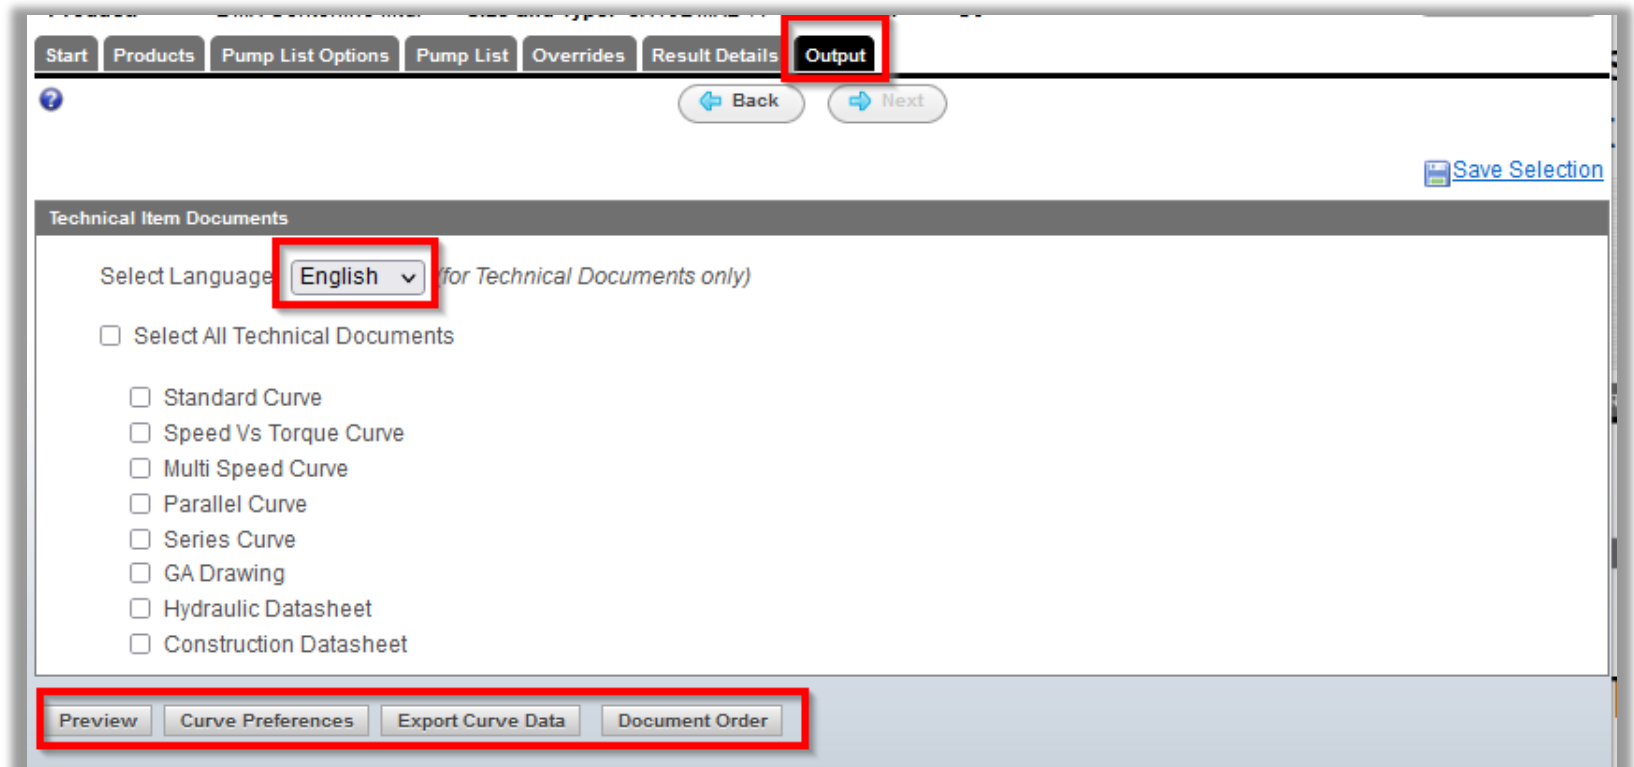 Start Products Pump List Options Pump List Overrides Result Details Output
? Back Next
Save Selection
Technical Item Documents
Select Language English (for Technical Documents only)
Select All Technical Documents
Standard Curve
Speed Vs Torque Curve
Multi Speed Curve
Parallel Curve
Series Curve
GA Drawing
Hydraulic Datasheet
Construction Datasheet
Preview Curve Preferences Export Curve Data Document Order